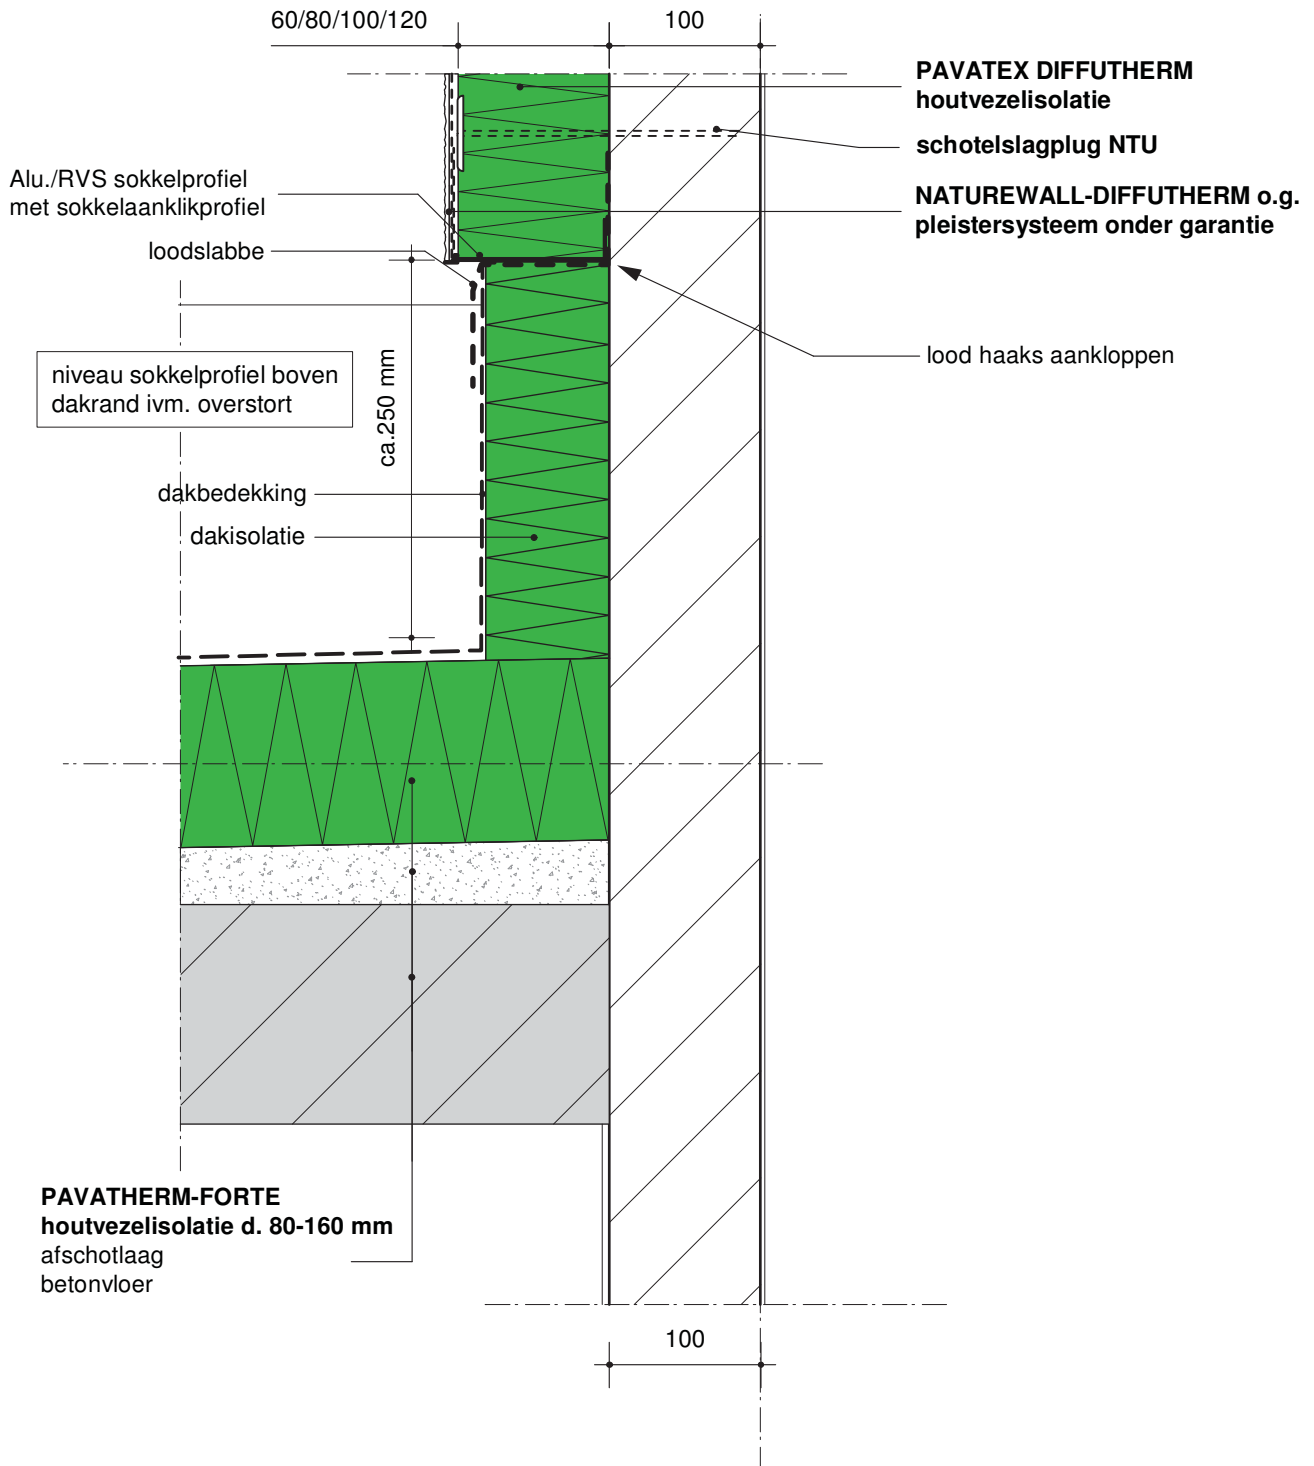 60/80/100/120
100
PAVATEX DIFFUTHERM
houtvezelisolatie
schotelslagplug NTU
Alu./RVS sokkelprofiel
met sokkelaanklikprofiel
NATUREWALL-DIFFUTHERM o.g.
pleistersysteem onder garantie
loodslabbe
lood haaks aankloppen
niveau sokkelprofiel boven
dakrand ivm. overstort
ca.250 mm
dakbedekking
dakisolatie
PAVATHERM-FORTE
houtvezelisolatie d. 80-160 mm
afschotlaag
betonvloer
100